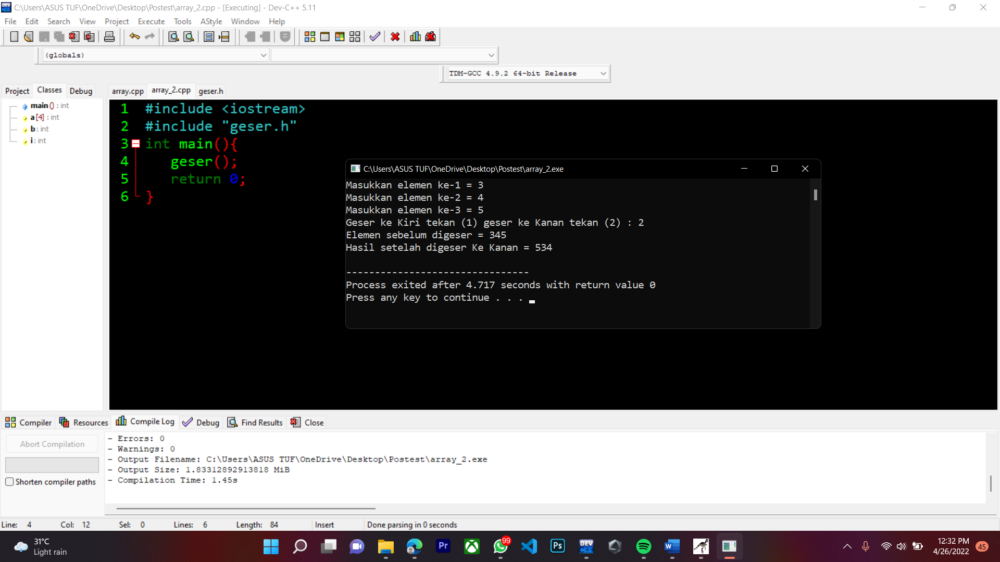 C:\Users\ASUS TUF\OneDrive\Desktop\Postest\array_2.cpp - [Executing] - Dev-C++ 5.11
File Edit Search View Project Execute Tools AStyle Window Help
(globals)
TDM-GCC 4.9.2 64-bit Release
Project Classes Debug
array.cpp array_2.cpp geser.h
main () : int
a [4] : int
b : int
i : int
1 #include <iostream>
2 #include "geser.h"
3 int main(){
4 geser();
5 return 0;
6 }
C:\Users\ASUS TUF\OneDrive\Desktop\Postest\array_2.exe
Masukkan elemen ke-1 = 3
Masukkan elemen ke-2 = 4
Masukkan elemen ke-3 = 5
Geser ke Kiri tekan (1) geser ke Kanan tekan (2) : 2
Elemen sebelum digeser = 345
Hasil setelah digeser Ke Kanan = 534
--------------------------------
Process exited after 4.717 seconds with return value 0
Press any key to continue . . .
Compiler Resources Compile Log Debug Find Results Close
Abort Compilation
Shorten compiler paths
- Errors: 0
- Warnings: 0
- Output Filename: C:\Users\ASUS TUF\OneDrive\Desktop\Postest\array_2.exe
- Output Size: 1.83312892913818 MiB
- Compilation Time: 1.45s
Line: 4 Col: 12 Sel: 0 Lines: 6 Length: 84 Insert Done parsing in 0 seconds
31°C
Light rain
Pr
99
Ps
DEV
W
12:32 PM
4/26/2022
45